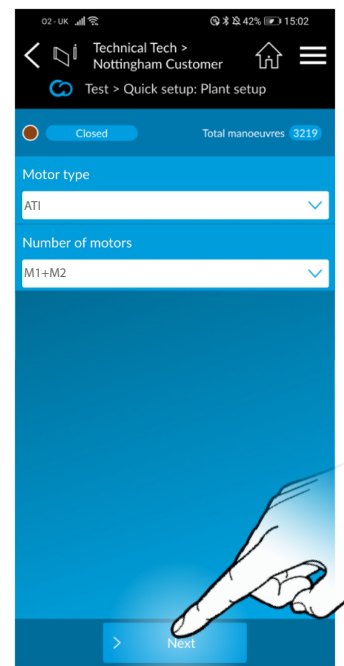 O2 - UK 42% 15:02
Technical Tech >
Nottingham Customer
Test > Quick setup: Plant setup
Closed Total manoeuvres 3219
Motor type
ATI
Number of motors
M1+M2
> Next